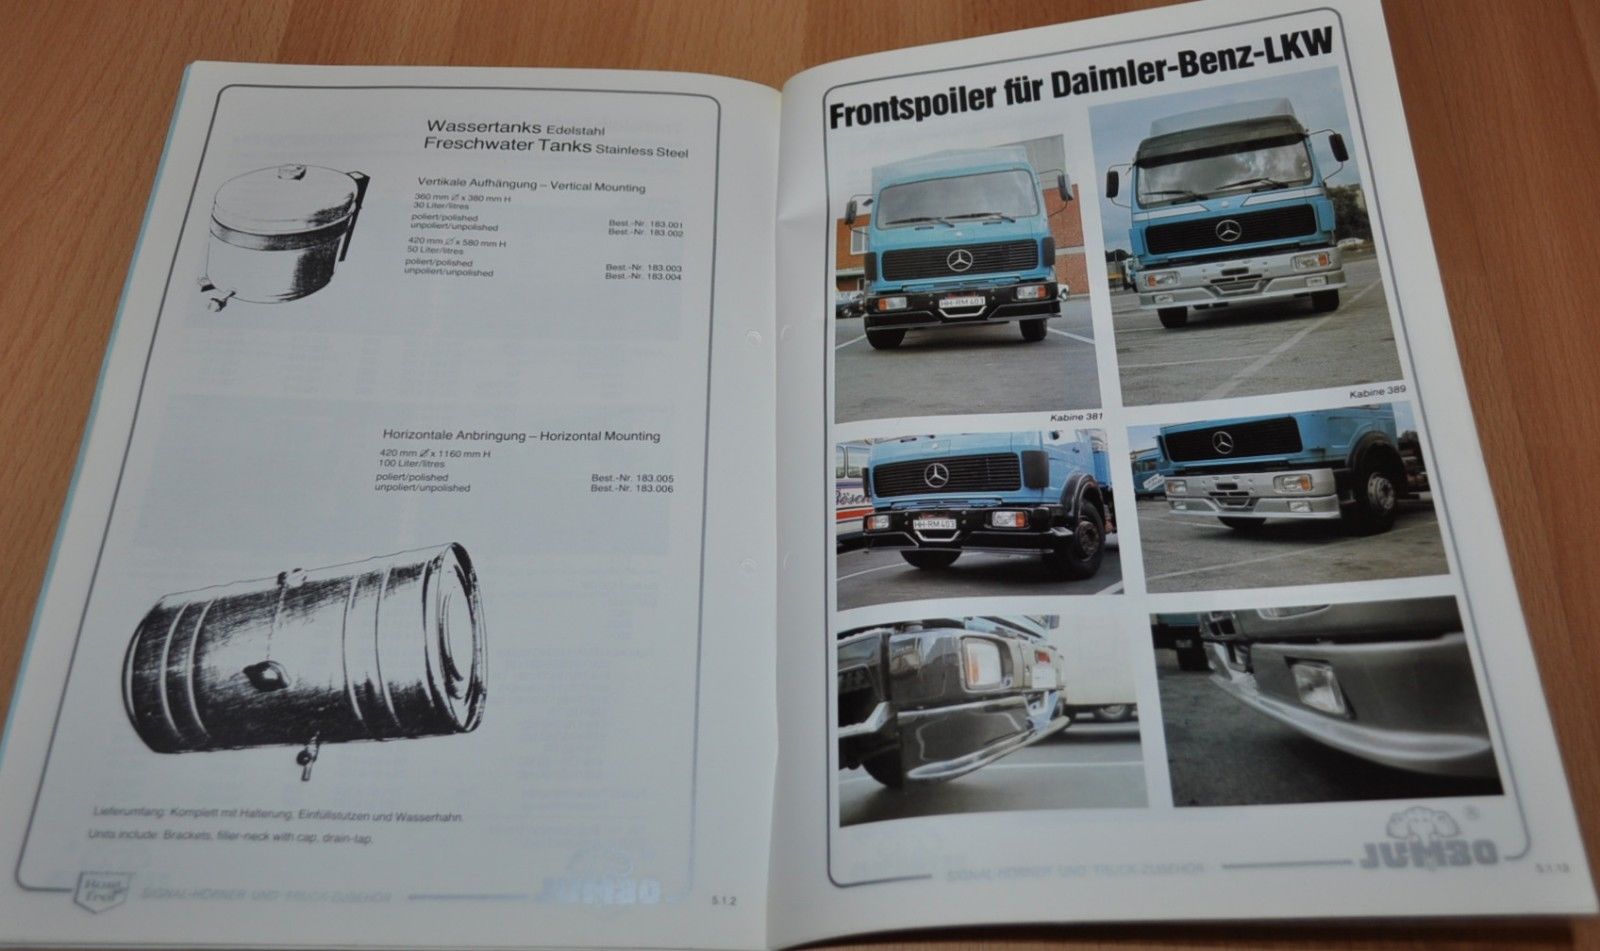 Wassertanks Edelstahl
Freschwater Tanks Stainless Steel
Vertikale Aufhängung – Vertical Mounting
360 mm ⌀ x 380 mm H
30 Liter/litres
poliert/polished Best.-Nr. 183.001
unpoliert/unpolished Best.-Nr. 183.002
420 mm ⌀ x 580 mm H
50 Liter/litres
poliert/polished Best.-Nr. 183.003
unpoliert/unpolished Best.-Nr. 183.004
Horizontale Anbringung – Horizontal Mounting
420 mm ⌀ x 1160 mm H
100 Liter/litres
poliert/polished Best.-Nr. 183.005
unpoliert/unpolished Best.-Nr. 183.006
Lieferumfang: Komplett mit Halterung, Einfüllstutzen und Wasserhahn.
Units include: Brackets, filler-neck with cap, drain-tap.
SIGNAL-HÖRNER UND TRUCK-ZUBEHÖR
JUMBO
5.1.2
Frontspoiler für Daimler-Benz-LKW
HH-RM 403
Kabine 381
Kabine 389
HH-RM 403
SIGNAL-HÖRNER UND TRUCK-ZUBEHÖR
JUMBO
®